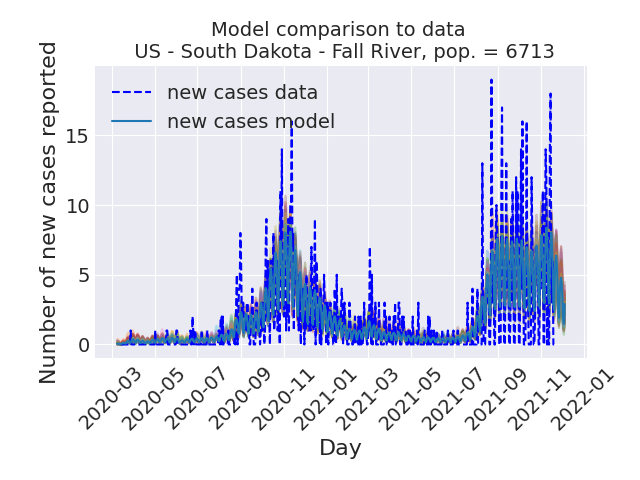 Model comparison to data
US - South Dakota - Fall River, pop. = 6713
Number of new cases reported
new cases data
new cases model
15
10
5
0
2020-03
2020-05
2020-07
2020-09
2020-11
2021-01
2021-03
2021-05
2021-07
2021-09
2021-11
2022-01
Day